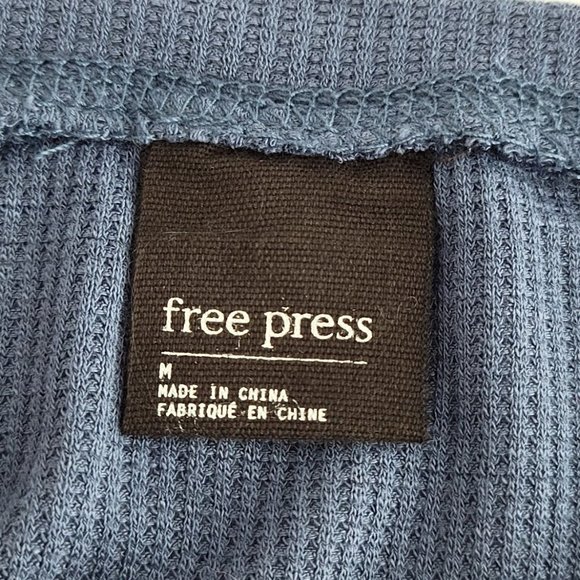 free press
M
MADE IN CHINA
FABRIQUÉ EN CHINE